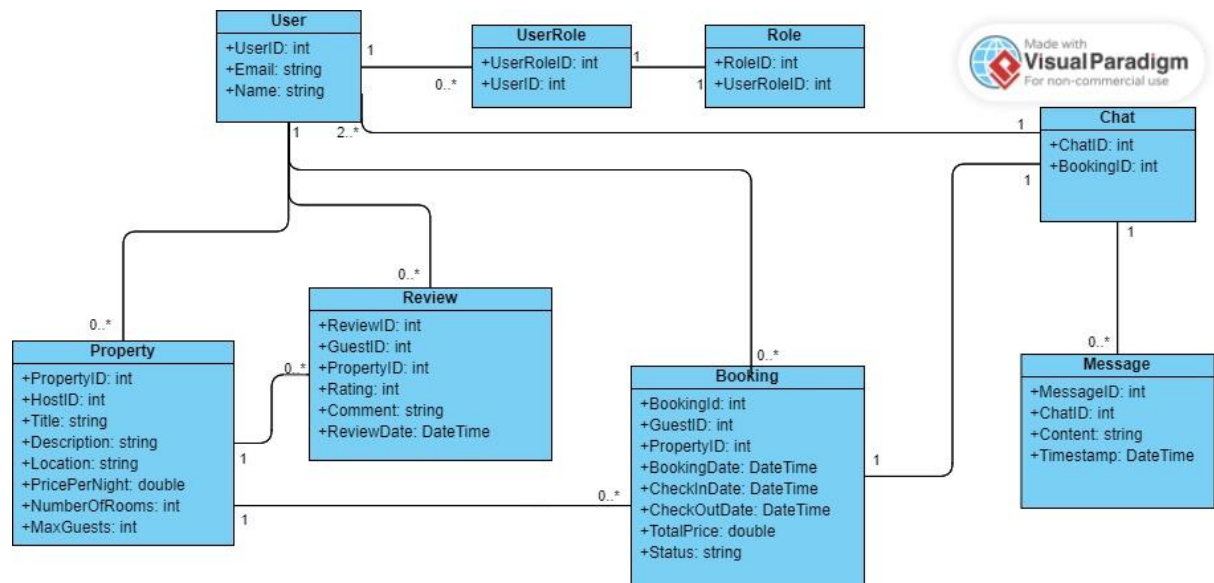 User
+UserID: int
+Email: string
+Name: string
1
0..*
UserRole
+UserRoleID: int
+UserID: int
1
1
Role
+RoleID: int
+UserRoleID: int
Made with
Visual Paradigm
For non-commercial use
1
2..*
1
Chat
+ChatID: int
+BookingID: int
1
1
0..*
0..*
Review
+ReviewID: int
+GuestID: int
+PropertyID: int
+Rating: int
+Comment: string
+ReviewDate: DateTime
0..*
Property
+PropertyID: int
+HostID: int
+Title: string
+Description: string
+Location: string
+PricePerNight: double
+NumberOfRooms: int
+MaxGuests: int
0..*
1
1
0..*
0..*
Booking
+BookingId: int
+GuestID: int
+PropertyID: int
+BookingDate: DateTime
+CheckInDate: DateTime
+CheckOutDate: DateTime
+TotalPrice: double
+Status: string
1
Message
+MessageID: int
+ChatID: int
+Content: string
+Timestamp: DateTime